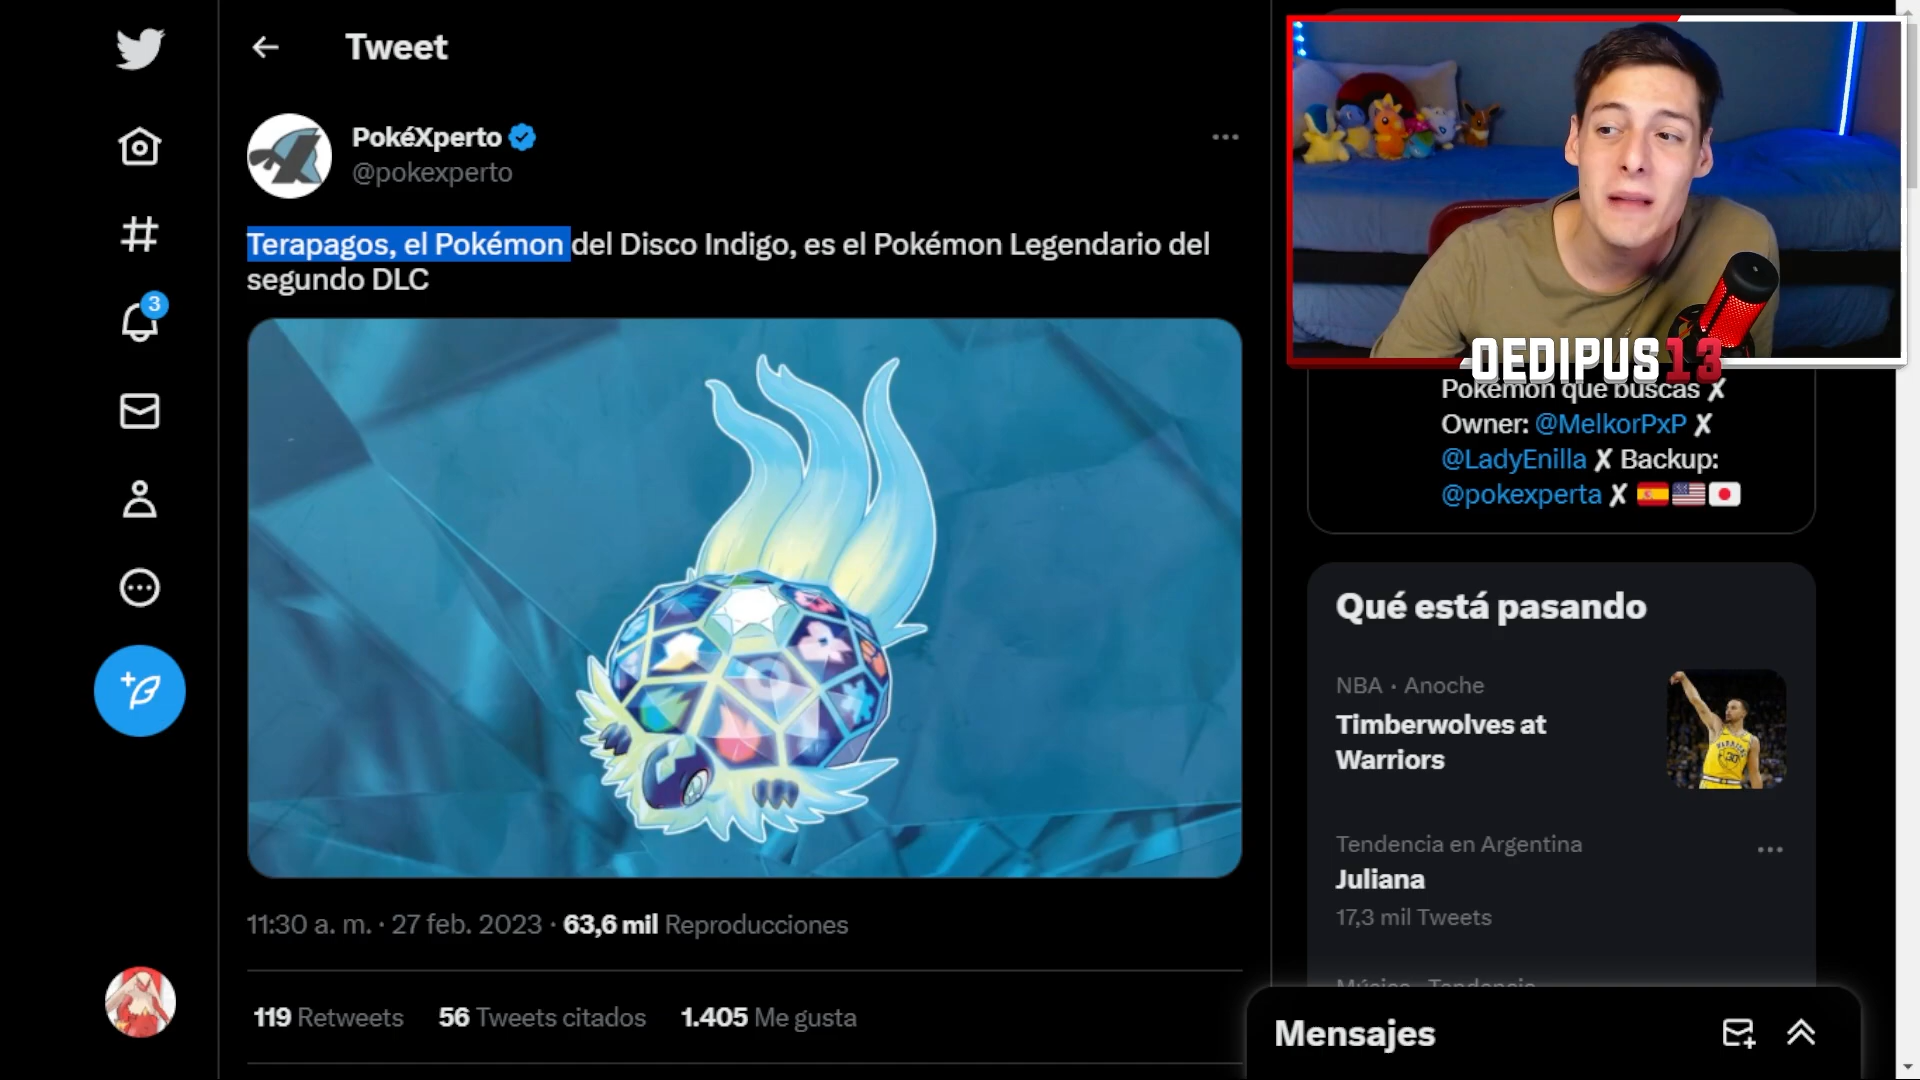 Tweet
PokéXperto
@pokexperto
Terapagos, el Pokémon del Disco Indigo, es el Pokémon Legendario del
segundo DLC
3
11:30 a. m. · 27 feb. 2023 · 63,6 mil Reproducciones
119 Retweets 56 Tweets citados 1.405 Me gusta
OEDIPUS13
Pokémon que buscas ✗
Owner: @MelkorPxP ✗
@LadyEnilla ✗ Backup:
@pokexperta ✗
Qué está pasando
NBA · Anoche
Timberwolves at
Warriors
Tendencia en Argentina
Juliana
17,3 mil Tweets
Música · Tendencia
Mensajes